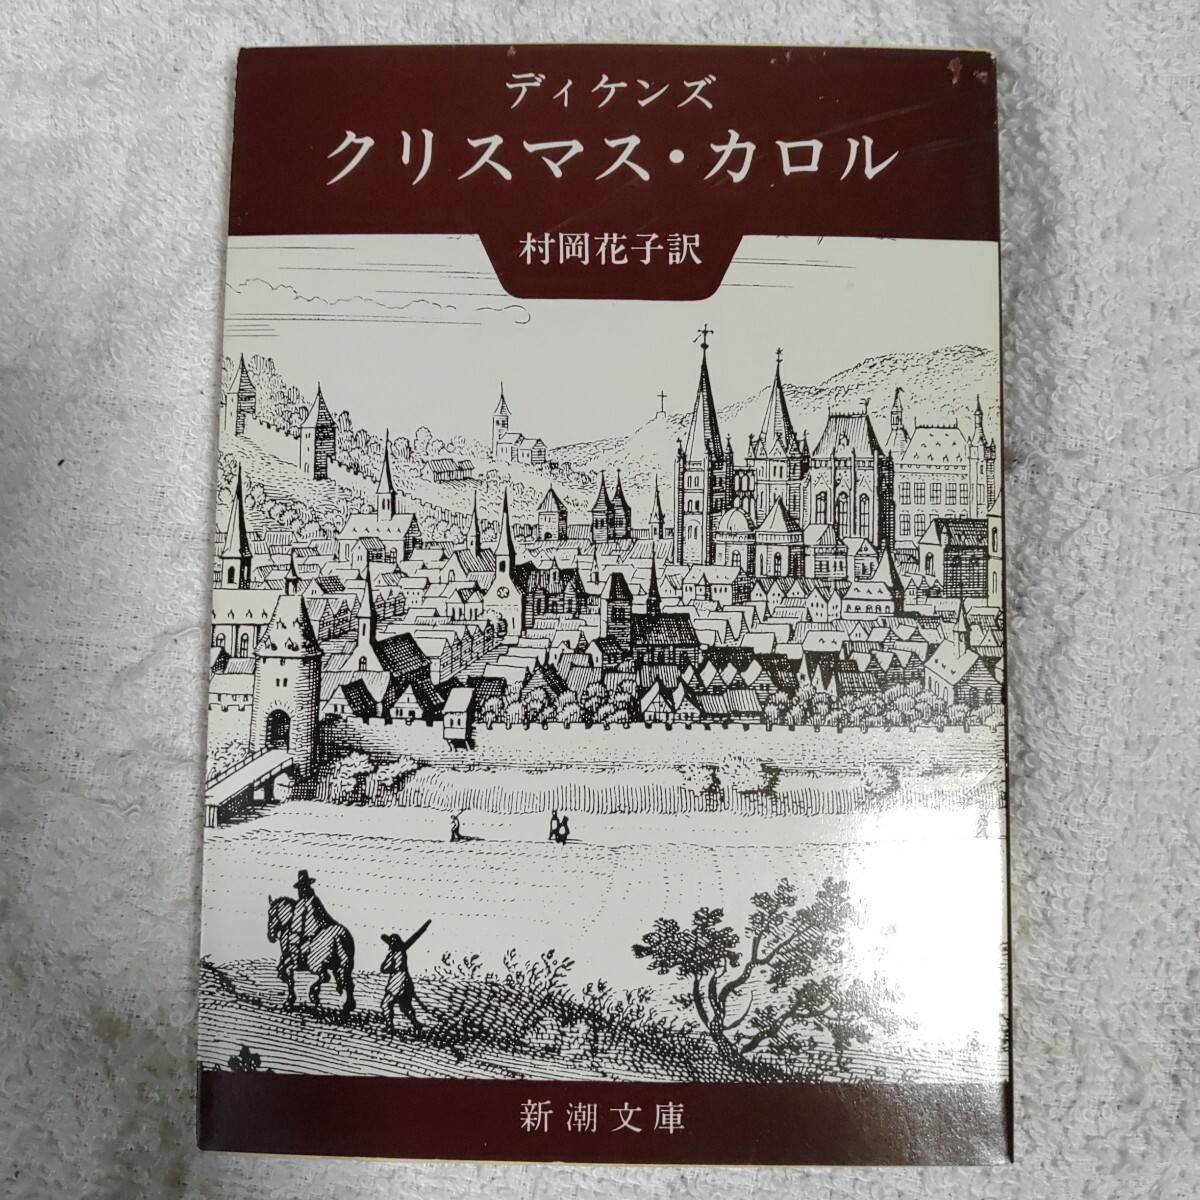 ディケンズ
クリスマス・カロル
村岡花子訳
新潮文庫